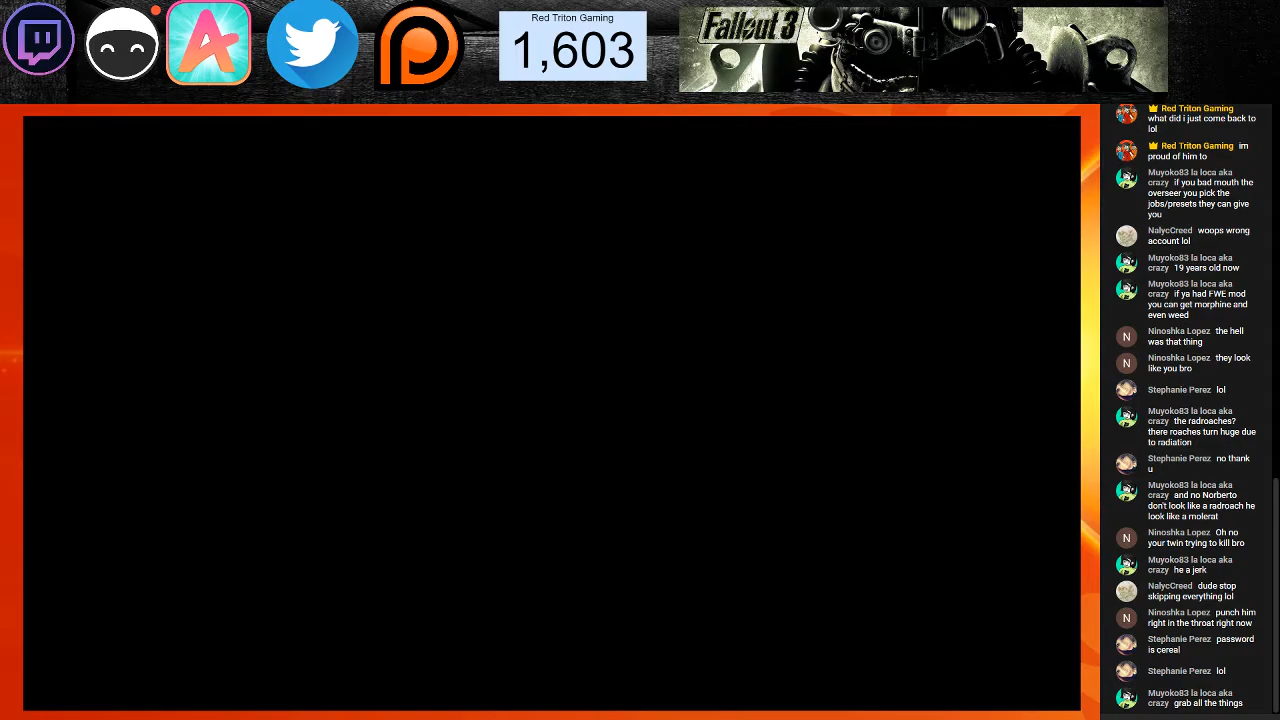 Red Triton Gaming
1,603
Fallout 3
Red Triton Gaming
what did i just come back to
lol
Red Triton Gaming im
proud of him to
Muyoko83 la loca aka
crazy if you bad mouth the
overseer you pick the
jobs/presets they can give
you
NalycCreed woops wrong
account lol
Muyoko83 la loca aka
crazy 19 years old now
Muyoko83 la loca aka
crazy if ya had FWE mod
you can get morphine and
even weed
N
Ninoshka Lopez the hell
was that thing
N
Ninoshka Lopez they look
like you bro
Stephanie Perez lol
Muyoko83 la loca aka
crazy the radroaches?
there roaches turn huge due
to radiation
Stephanie Perez no thank
u
Muyoko83 la loca aka
crazy and no Norberto
don't look like a radroach he
look like a molerat
N
Ninoshka Lopez Oh no
your twin trying to kill bro
Muyoko83 la loca aka
crazy he a jerk
NalycCreed dude stop
skipping everything lol
N
Ninoshka Lopez punch him
right in the throat right now
Stephanie Perez password
is cereal
Stephanie Perez lol
Muyoko83 la loca aka
crazy grab all the things